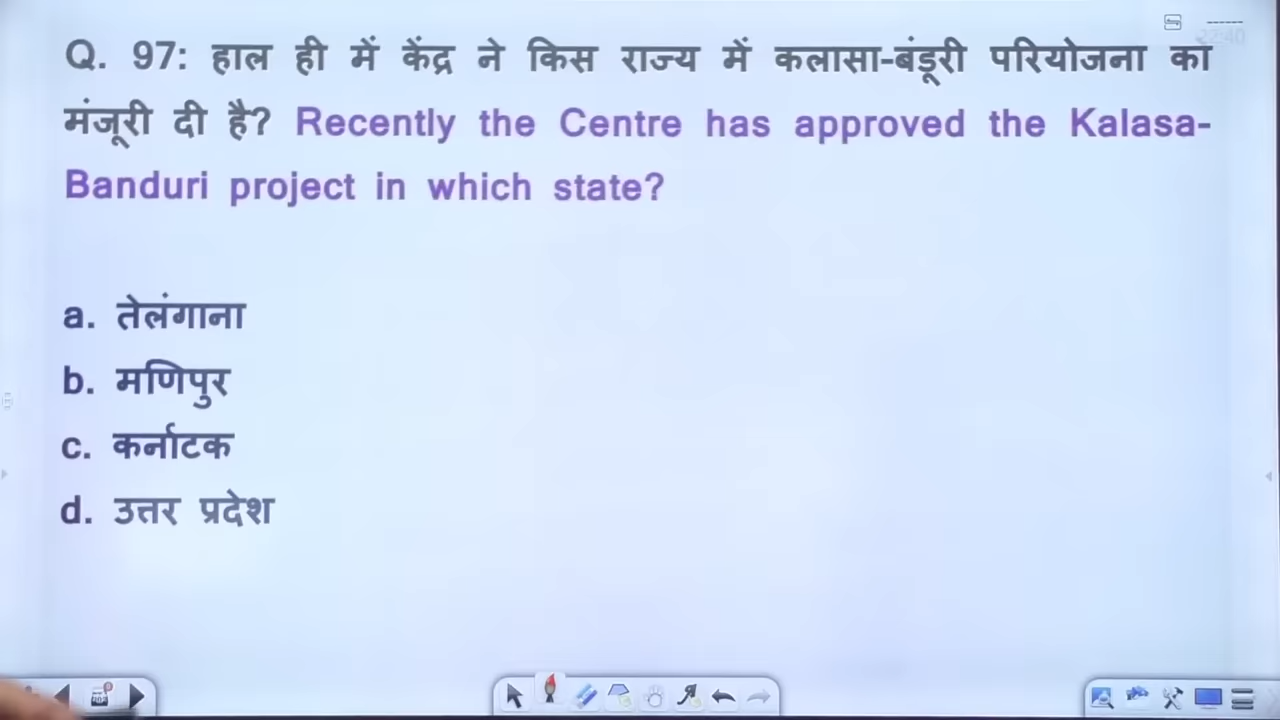 Q. 97: हाल ही में केंद्र ने किस राज्य में कलासा-बंडूरी परियोजना का
मंजूरी दी है? Recently the Centre has approved the Kalasa-
Banduri project in which state?
a. तेलंगाना
b. मणिपुर
c. कर्नाटक
d. उत्तर प्रदेश